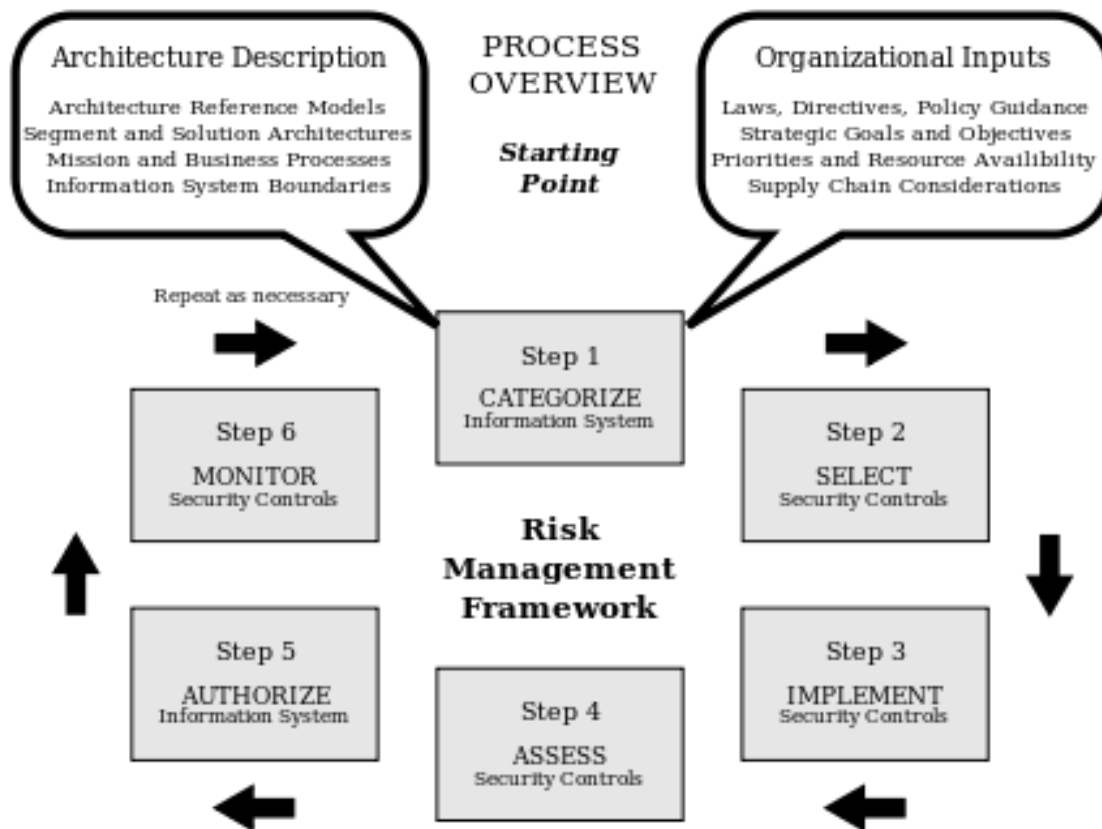 Architecture Description
Architecture Reference Models
Segment and Solution Architectures
Mission and Business Processes
Information System Boundaries
PROCESS
OVERVIEW
Starting
Point
Organizational Inputs
Laws, Directives, Policy Guidance
Strategic Goals and Objectives
Priorities and Resource Availibility
Supply Chain Considerations
Repeat as necessary
Step 1
CATEGORIZE
Information System
Step 2
SELECT
Security Controls
Step 3
IMPLEMENT
Security Controls
Step 4
ASSESS
Security Controls
Step 5
AUTHORIZE
Information System
Step 6
MONITOR
Security Controls
Risk
Management
Framework